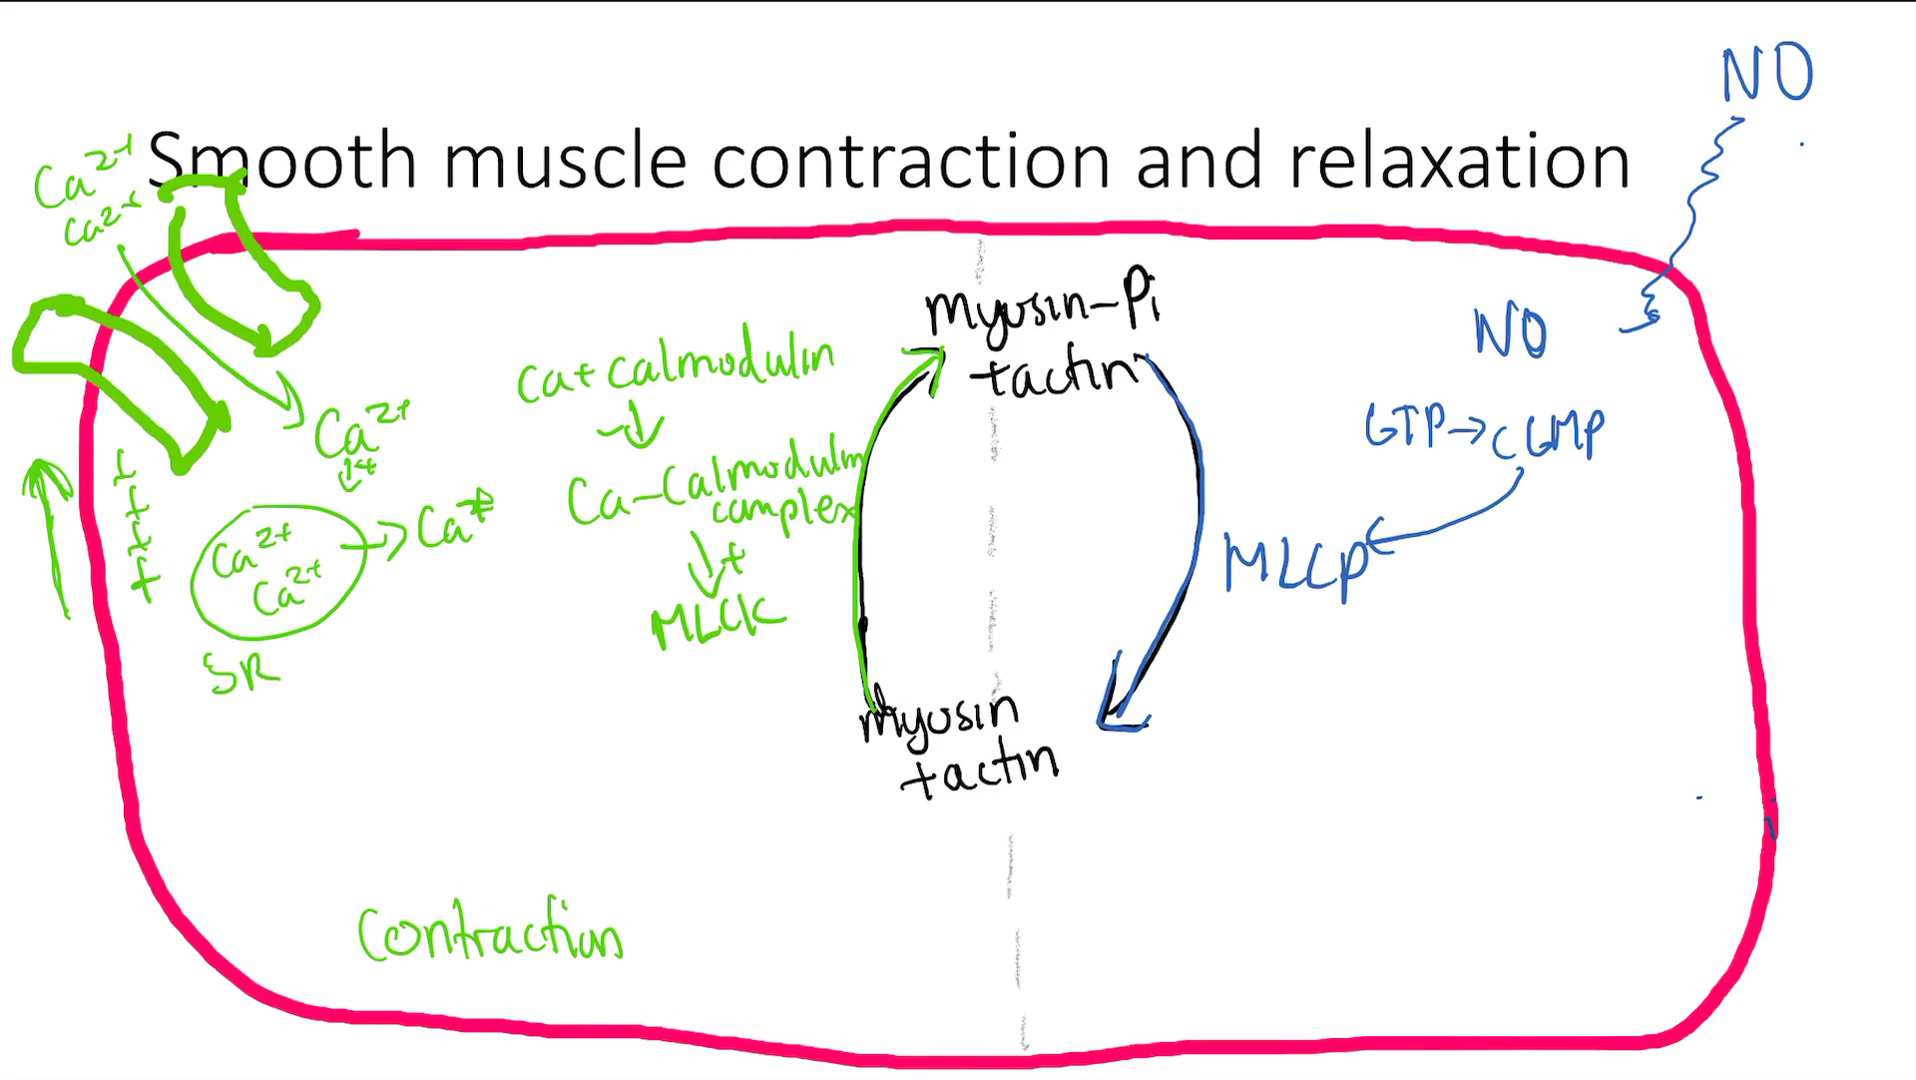 NO
Smooth muscle contraction and relaxation
Ca2+
Ca2+
Ca2+
Ca2+
Ca2+
SR
Ca
++++
Ca+calmodulin
Ca-Calmodulin
complex
+
MLCK
Myosin-Pi
+actin
Myosin
+actin
NO
GTP→cGMP
MLCP
Contraction